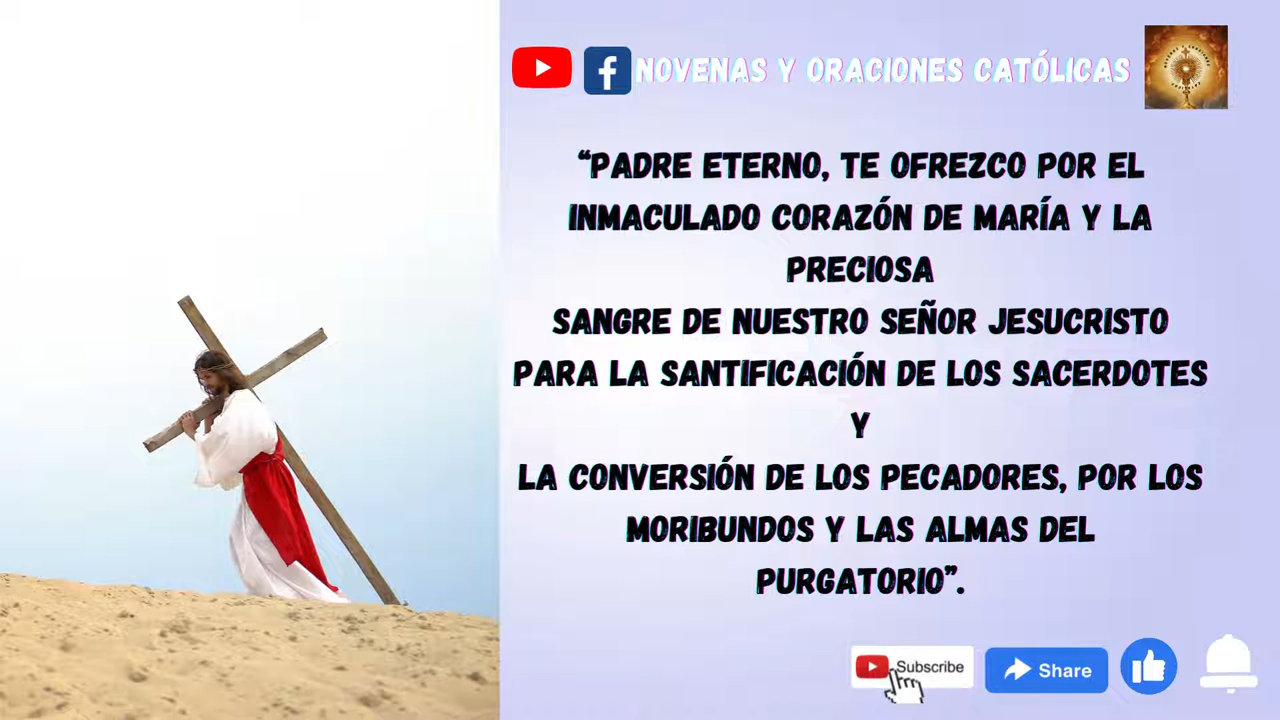 NOVENAS Y ORACIONES CATÓLICAS
“PADRE ETERNO, TE OFREZCO POR EL
INMACULADO CORAZÓN DE MARÍA Y LA
PRECIOSA
SANGRE DE NUESTRO SEÑOR JESUCRISTO
PARA LA SANTIFICACIÓN DE LOS SACERDOTES
Y
LA CONVERSIÓN DE LOS PECADORES, POR LOS
MORIBUNDOS Y LAS ALMAS DEL
PURGATORIO”.
Subscribe
Share